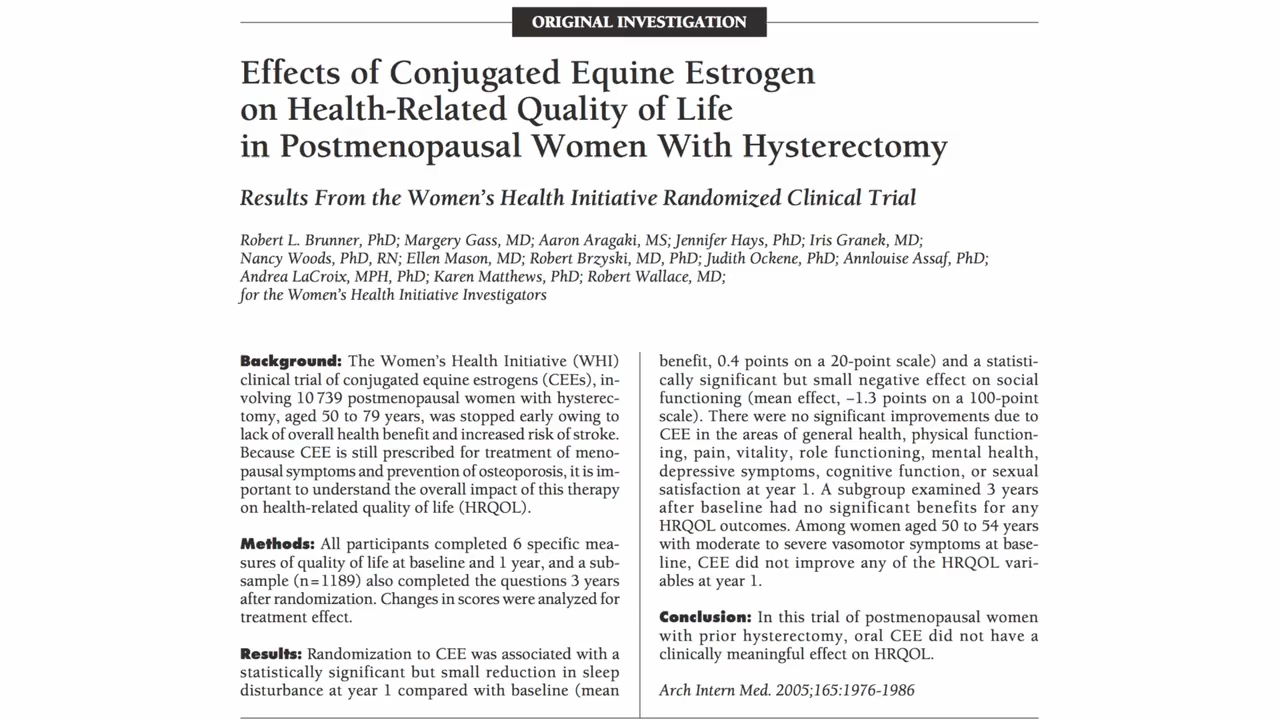 ORIGINAL INVESTIGATION
Effects of Conjugated Equine Estrogen
on Health-Related Quality of Life
in Postmenopausal Women With Hysterectomy
Results From the Women's Health Initiative Randomized Clinical Trial
Robert L. Brunner, PhD; Margery Gass, MD; Aaron Aragaki, MS; Jennifer Hays, PhD; Iris Granek, MD;
Nancy Woods, PhD, RN; Ellen Mason, MD; Robert Brzyski, MD, PhD; Judith Ockene, PhD; Annlouise Assaf, PhD;
Andrea LaCroix, MPH, PhD; Karen Matthews, PhD; Robert Wallace, MD;
for the Women's Health Initiative Investigators
Background: The Women's Health Initiative (WHI)
clinical trial of conjugated equine estrogens (CEEs), in-
volving 10 739 postmenopausal women with hysterec-
tomy, aged 50 to 79 years, was stopped early owing to
lack of overall health benefit and increased risk of stroke.
Because CEE is still prescribed for treatment of meno-
pausal symptoms and prevention of osteoporosis, it is im-
portant to understand the overall impact of this therapy
on health-related quality of life (HRQOL).
Methods: All participants completed 6 specific mea-
sures of quality of life at baseline and 1 year, and a sub-
sample (n=1189) also completed the questions 3 years
after randomization. Changes in scores were analyzed for
treatment effect.
Results: Randomization to CEE was associated with a
statistically significant but small reduction in sleep
disturbance at year 1 compared with baseline (mean
benefit, 0.4 points on a 20-point scale) and a statisti-
cally significant but small negative effect on social
functioning (mean effect, −1.3 points on a 100-point
scale). There were no significant improvements due to
CEE in the areas of general health, physical function-
ing, pain, vitality, role functioning, mental health,
depressive symptoms, cognitive function, or sexual
satisfaction at year 1. A subgroup examined 3 years
after baseline had no significant benefits for any
HRQOL outcomes. Among women aged 50 to 54 years
with moderate to severe vasomotor symptoms at base-
line, CEE did not improve any of the HRQOL vari-
ables at year 1.
Conclusion: In this trial of postmenopausal women
with prior hysterectomy, oral CEE did not have a
clinically meaningful effect on HRQOL.
Arch Intern Med. 2005;165:1976-1986